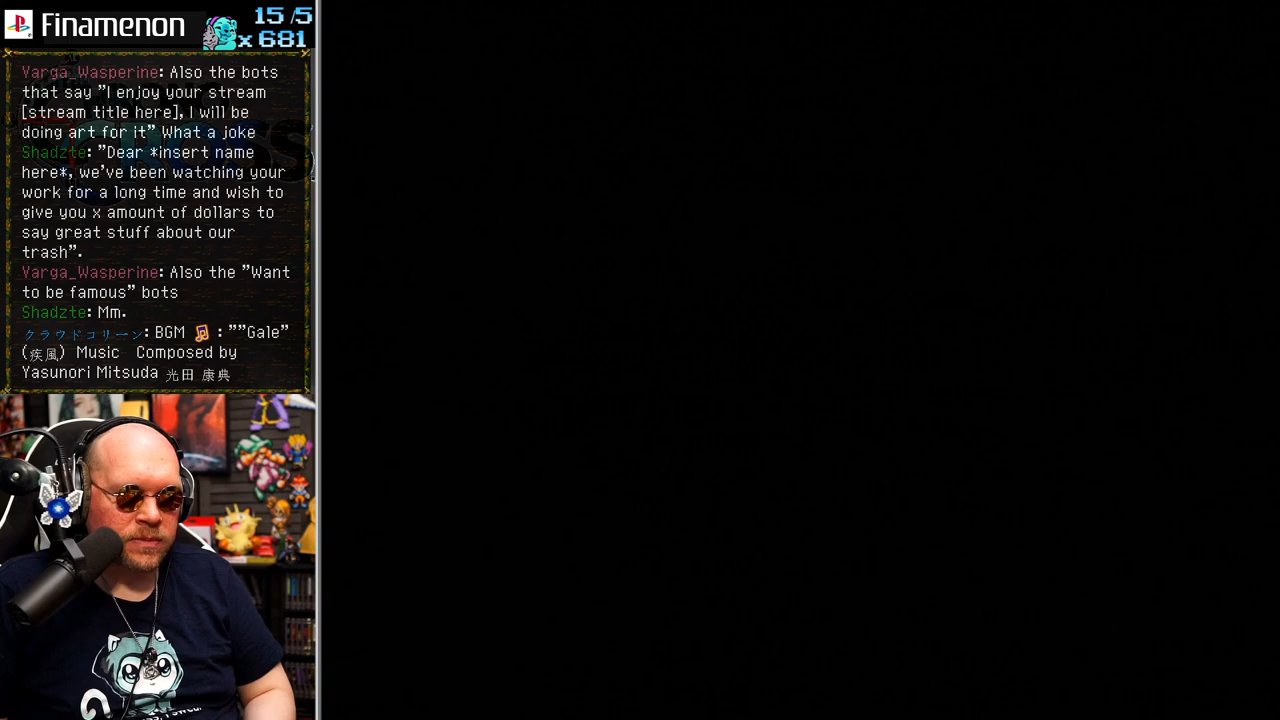 Finamenon
15/5
x681
Varga_Wasperine: Also the bots
that say "I enjoy your stream
[stream title here], I will be
doing art for it" What a joke
Shadzte: "Dear *insert name
here*, we've been watching your
work for a long time and wish to
give you x amount of dollars to
say great stuff about our
trash".
Varga_Wasperine: Also the "Want
to be famous" bots
Shadzte: Mm.
クラウドコリーン: BGM 🎵 : ""Gale"
(疾風) Music Composed by
Yasunori Mitsuda 光田 康典
CROSS